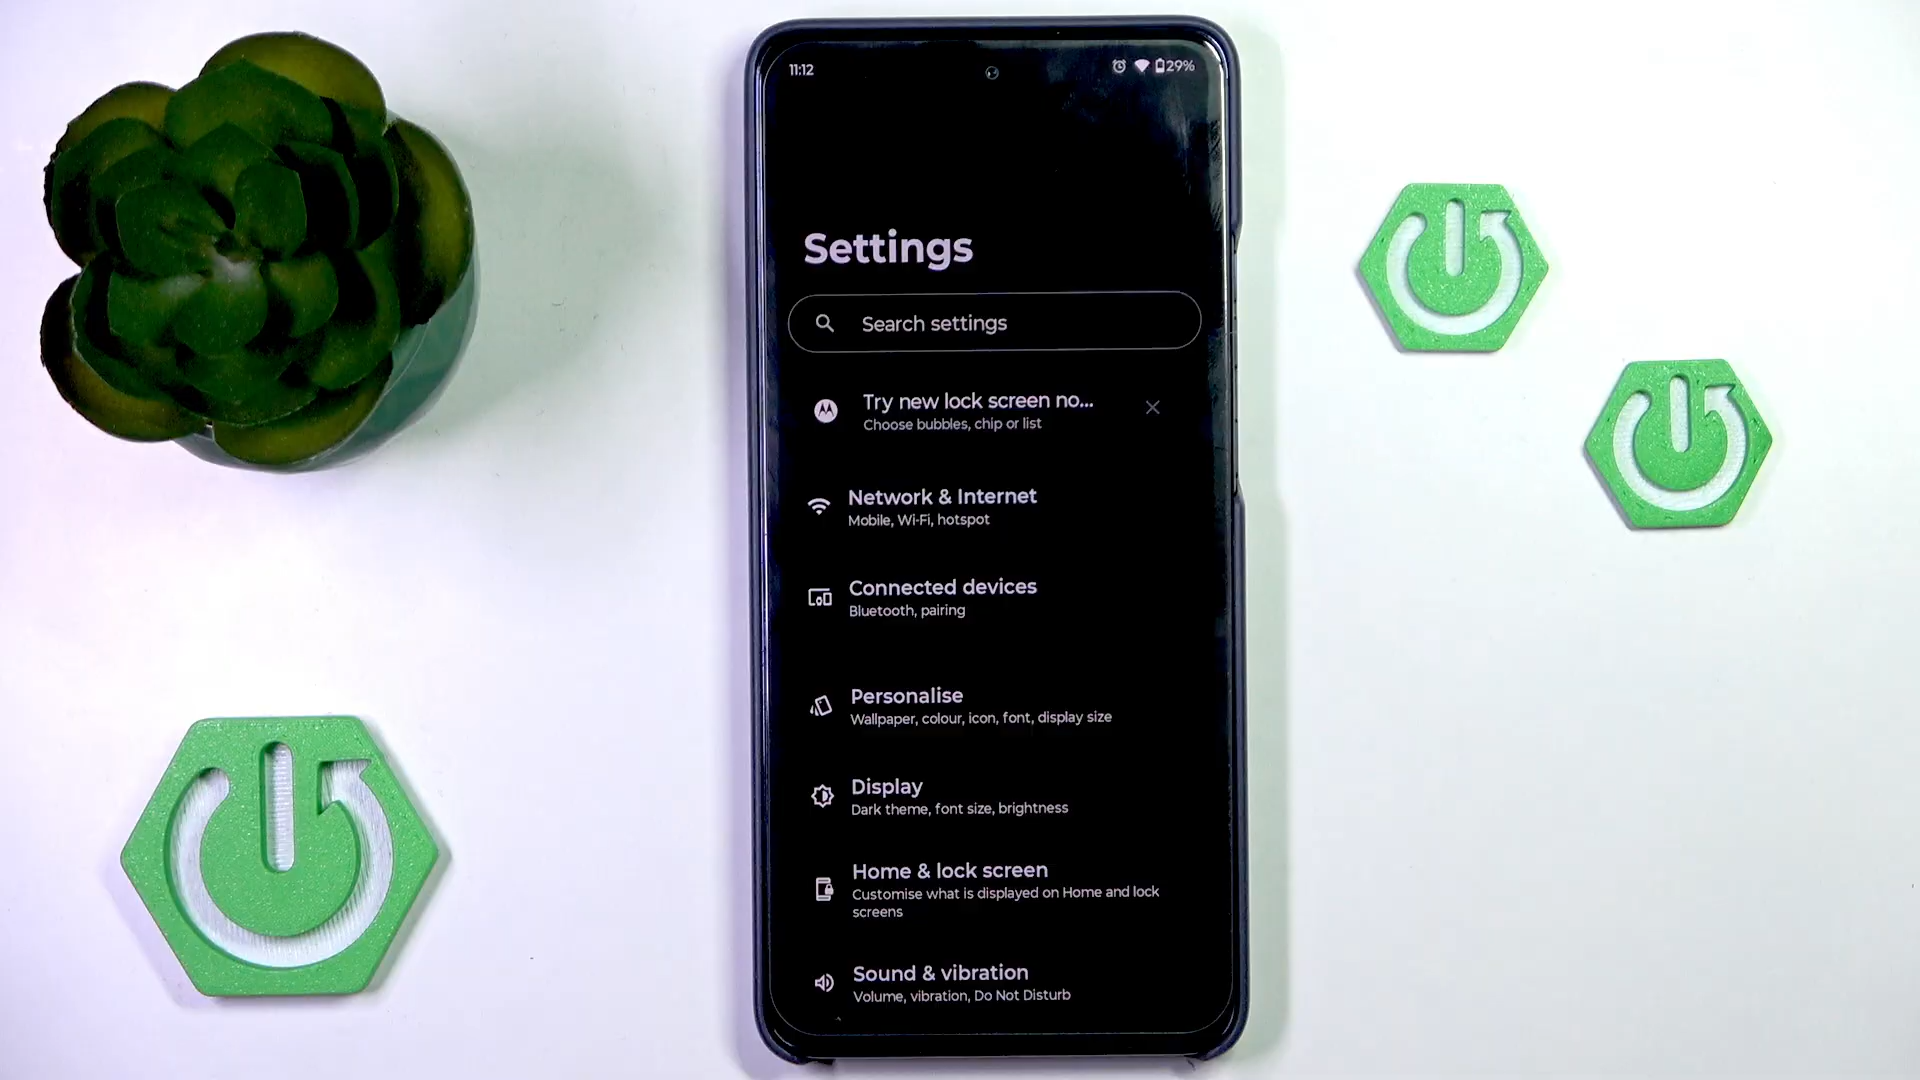 11:12
29%
Settings
Search settings
Try new lock screen no...
Choose bubbles, chip or list
Network & Internet
Mobile, Wi-Fi, hotspot
Connected devices
Bluetooth, pairing
Personalise
Wallpaper, colour, icon, font, display size
Display
Dark theme, font size, brightness
Home & lock screen
Customise what is displayed on Home and lock
screens
Sound & vibration
Volume, vibration, Do Not Disturb